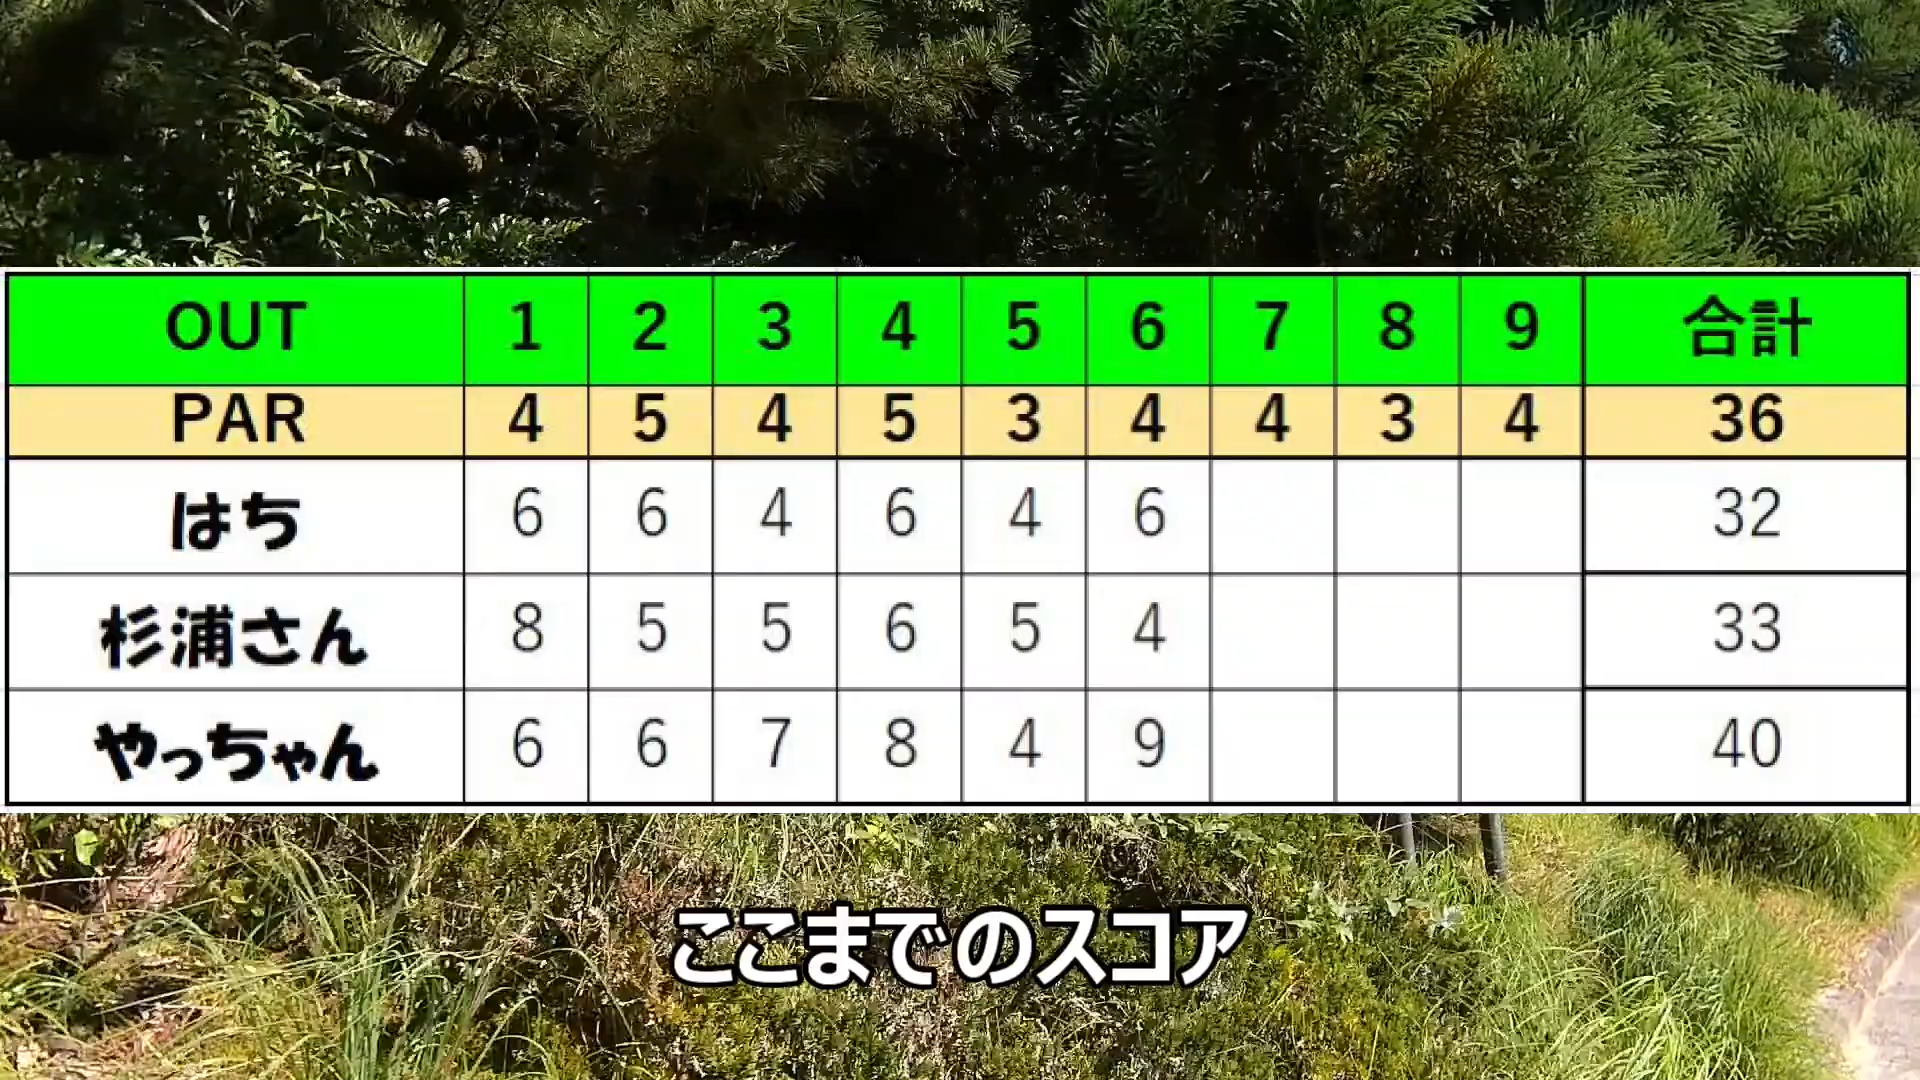 OUT 1 2 3 4 5 6 7 8 9 合計
PAR 4 5 4 5 3 4 4 3 4 36
はち 6 6 4 6 4 6 32
杉浦さん 8 5 5 6 5 4 33
やっちゃん 6 6 7 8 4 9 40
ここまでのスコア